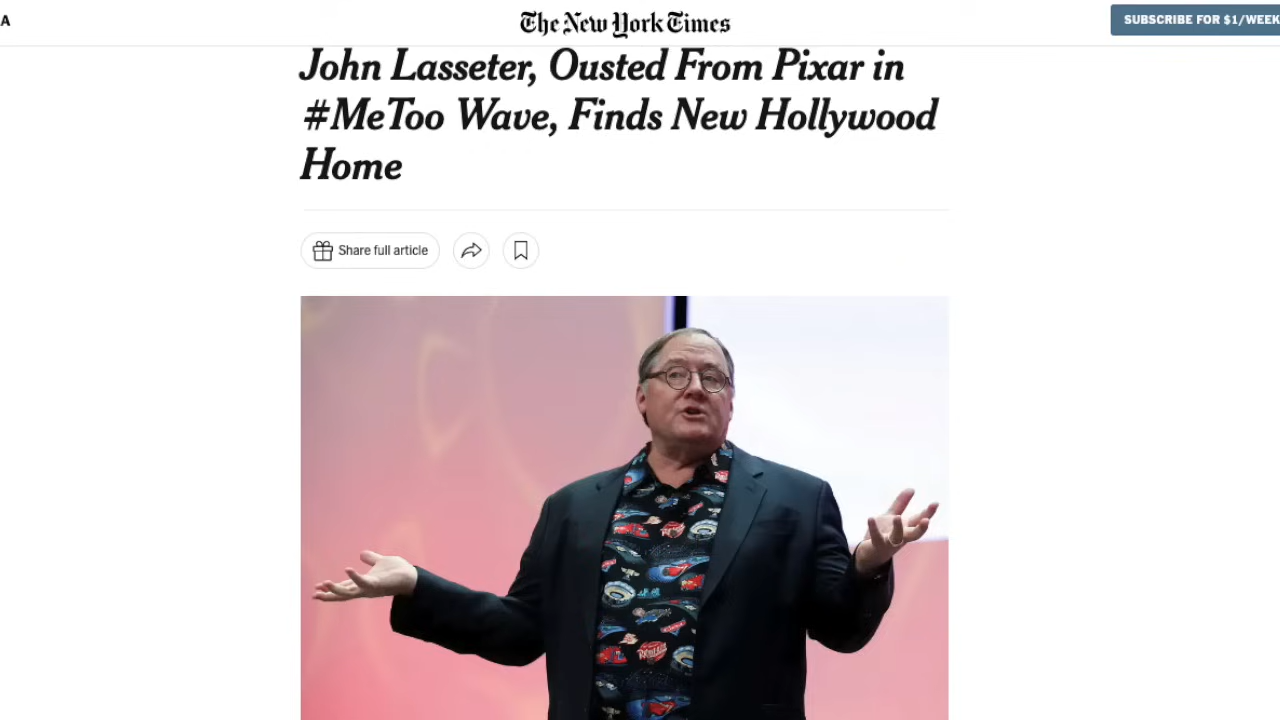 A
The New York Times
SUBSCRIBE FOR $1/WEEK
John Lasseter, Ousted From Pixar in
#MeToo Wave, Finds New Hollywood
Home
Share full article